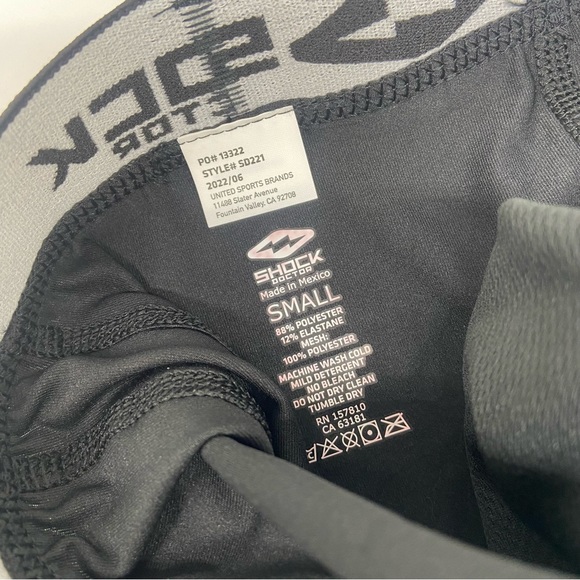 SHOCK
DOCTOR
PO# 13322
STYLE# SD221
2022/06
UNITED SPORTS BRANDS
11488 Slater Avenue
Fountain Valley, CA 92708
SHOCK
DOCTOR
Made in Mexico
SMALL
88% POLYESTER
12% ELASTANE
MESH:
100% POLYESTER
MACHINE WASH COLD
MILD DETERGENT
NO BLEACH
DO NOT DRY CLEAN
TUMBLE DRY
RN 157810
CA 63181